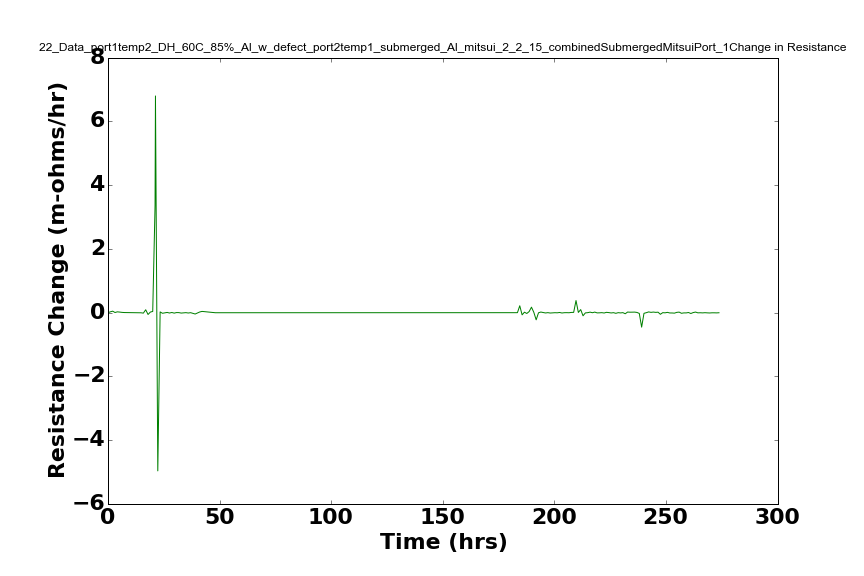 22_Data_port1temp2_DH_60C_85%_Al_w_defect_port2temp1_submerged_Al_mitsui_2_2_15_combinedSubmergedMitsuiPort_1Change in Resistance
8
6
4
2
0
−2
−4
−6
Resistance Change (m-ohms/hr)
0 50 100 150 200 250 300
Time (hrs)